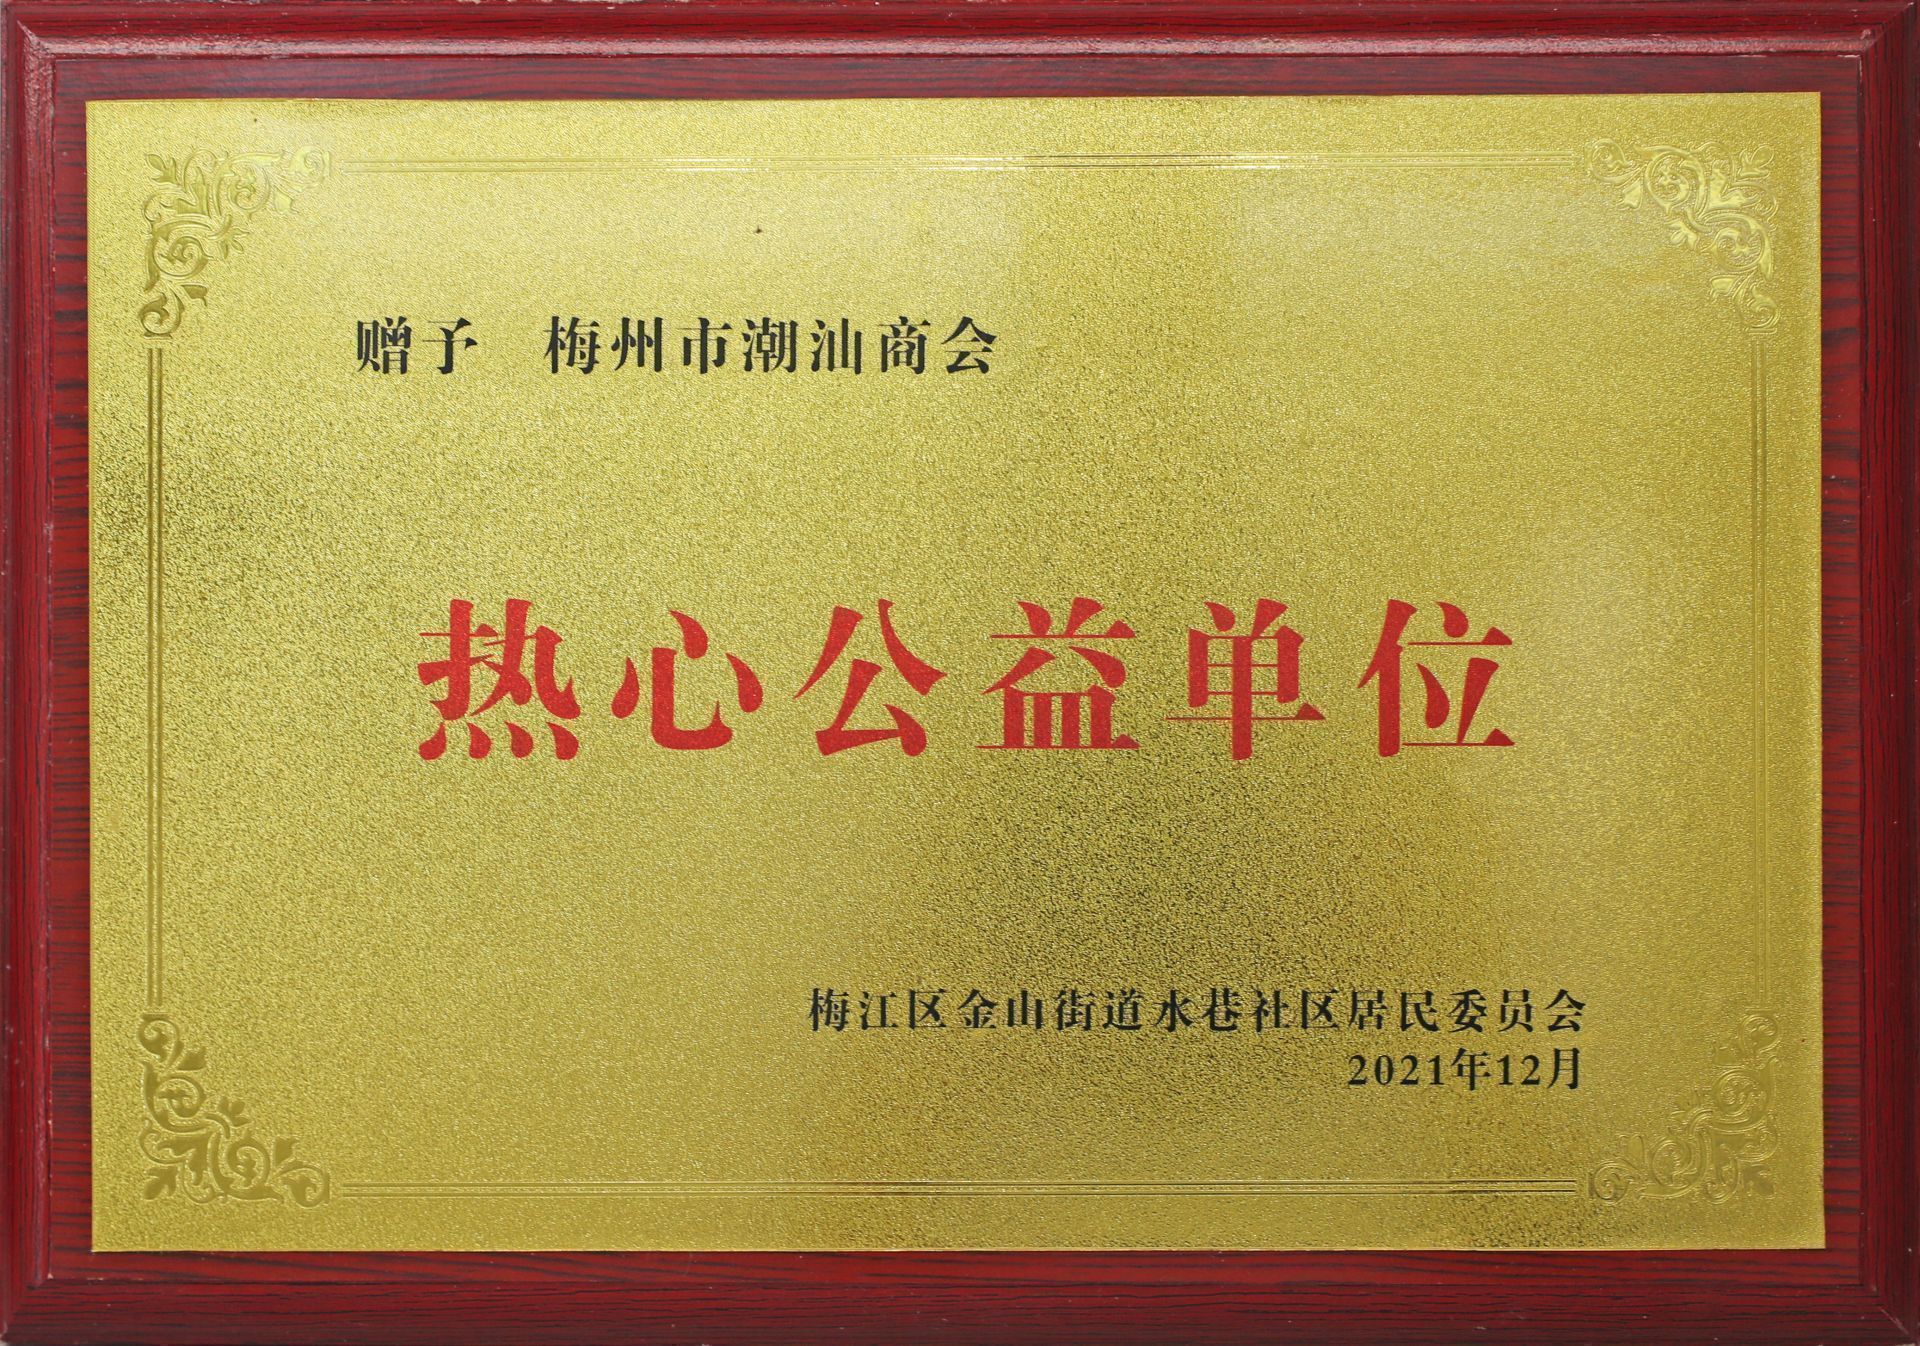 赠予　梅州市潮汕商会
热心公益单位
梅江区金山街道水巷社区居民委员会
2021年12月